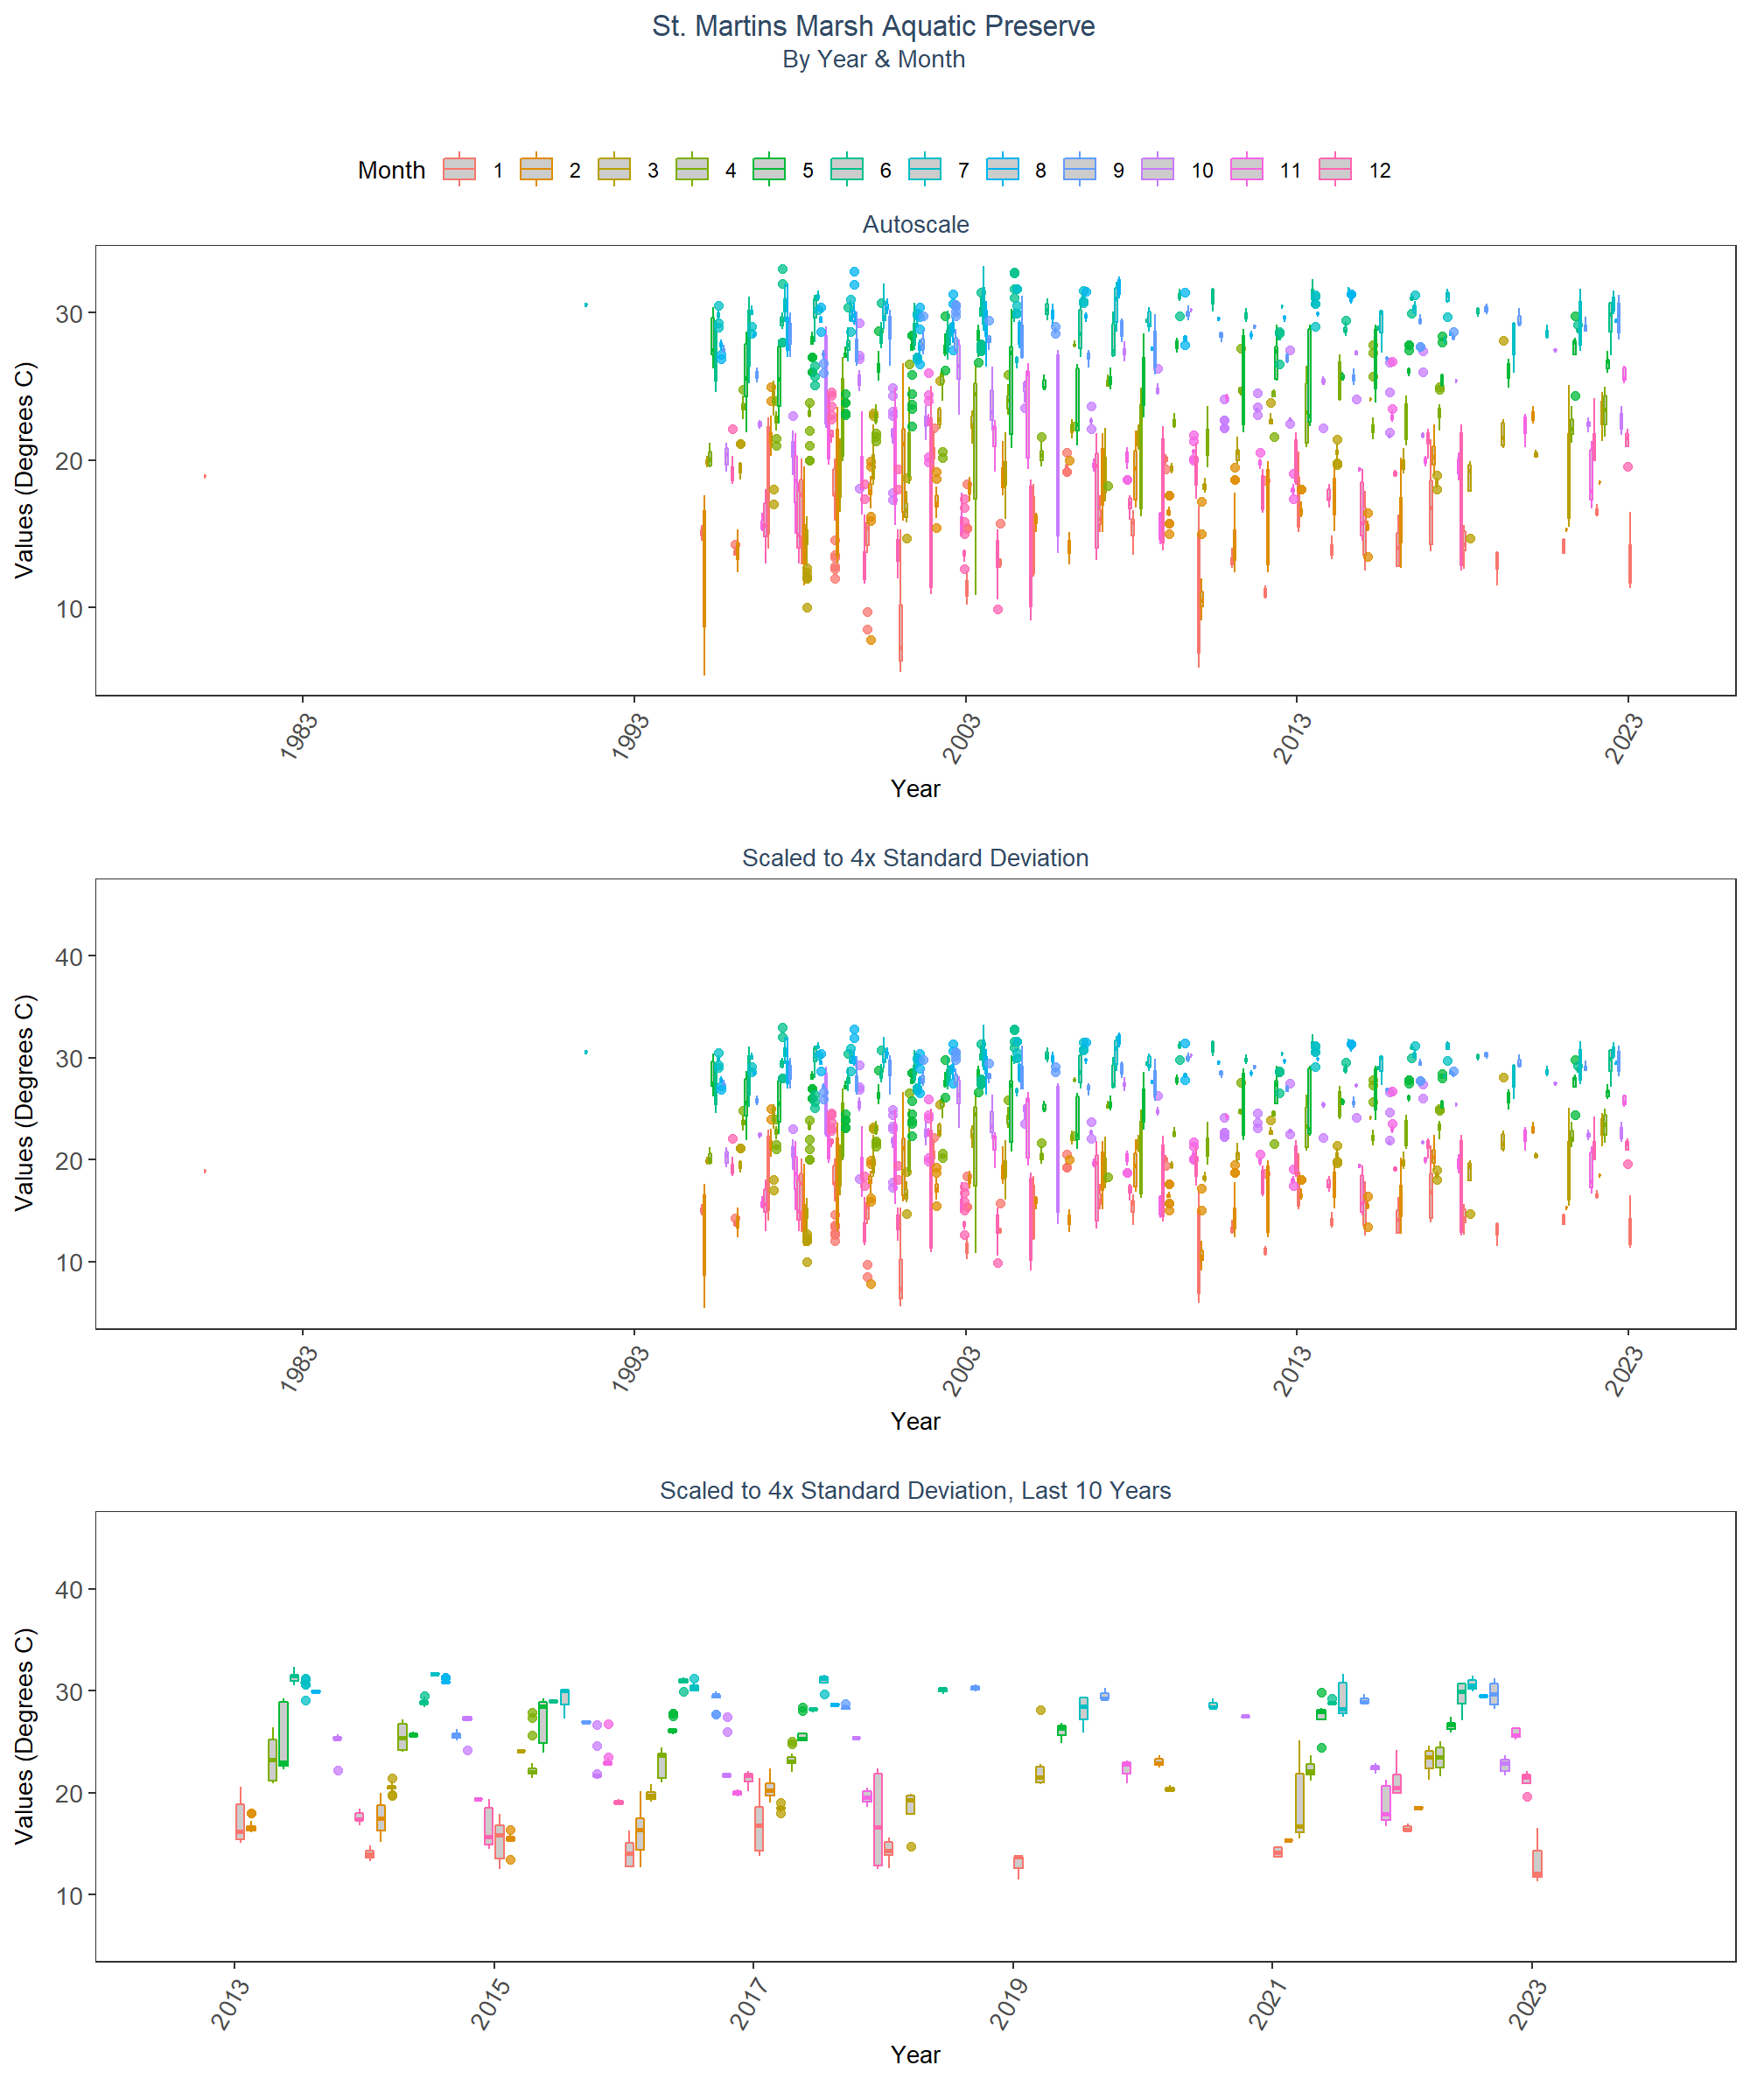 St. Martins Marsh Aquatic Preserve
By Year & Month
Month 1 2 3 4 5 6 7 8 9 10 11 12
Autoscale
Values (Degrees C)
30
20
10
1983 1993 2003 2013 2023
Year
Scaled to 4x Standard Deviation
Values (Degrees C)
40
30
20
10
1983 1993 2003 2013 2023
Year
Scaled to 4x Standard Deviation, Last 10 Years
Values (Degrees C)
40
30
20
10
2013 2015 2017 2019 2021 2023
Year